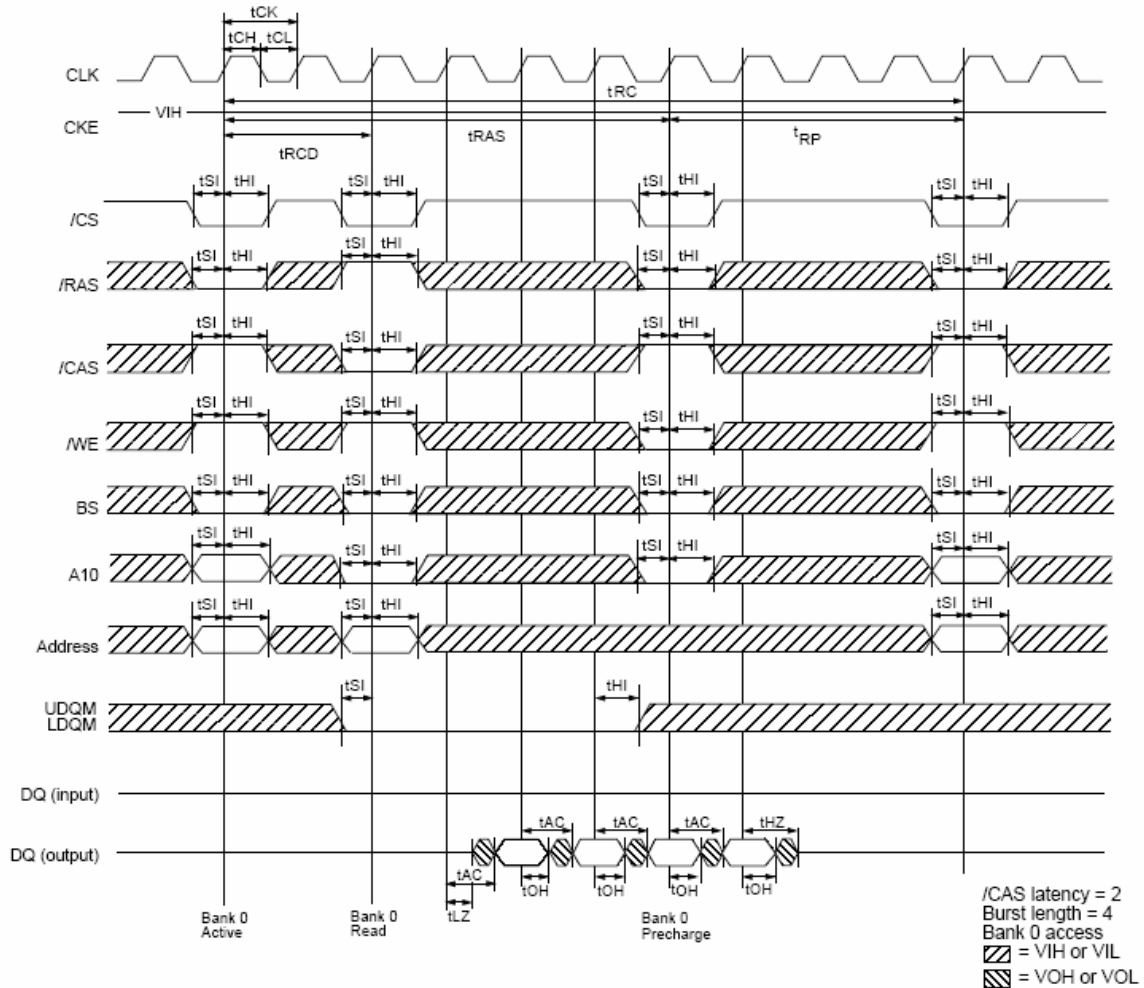 tCK
tCH tCL
CLK
tRC
VIH
CKE
tRAS
tRP
tRCD
tSI tHI tSI tHI tSI tHI tSI tHI
/CS
tSI tHI tSI tHI tSI tHI tSI tHI
/RAS
tSI tHI tSI tHI tSI tHI tSI tHI
/CAS
tSI tHI tSI tHI tSI tHI tSI tHI
/WE
tSI tHI tSI tHI tSI tHI tSI tHI
BS
tSI tHI tSI tHI tSI tHI tSI tHI
A10
tSI tHI tSI tHI tSI tHI
Address
tSI tHI
UDQM
LDQM
DQ (input)
tAC tAC tAC tHZ
DQ (output)
tAC
tOH tOH tOH tOH
tLZ
Bank 0
Active
Bank 0
Read
Bank 0
Precharge
/CAS latency = 2
Burst length = 4
Bank 0 access
= VIH or VIL
= VOH or VOL